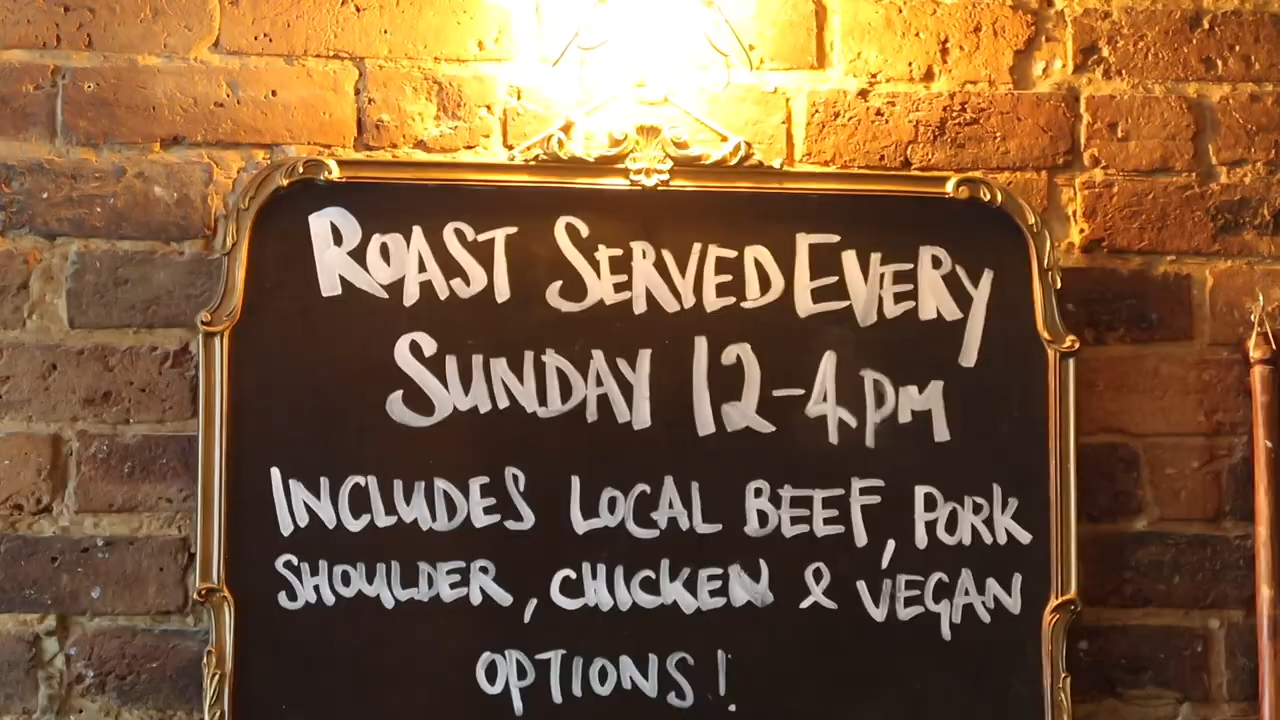 ROAST SERVED EVERY
SUNDAY 12-4PM
INCLUDES LOCAL BEEF, PORK
SHOULDER, CHICKEN & VEGAN
OPTIONS!